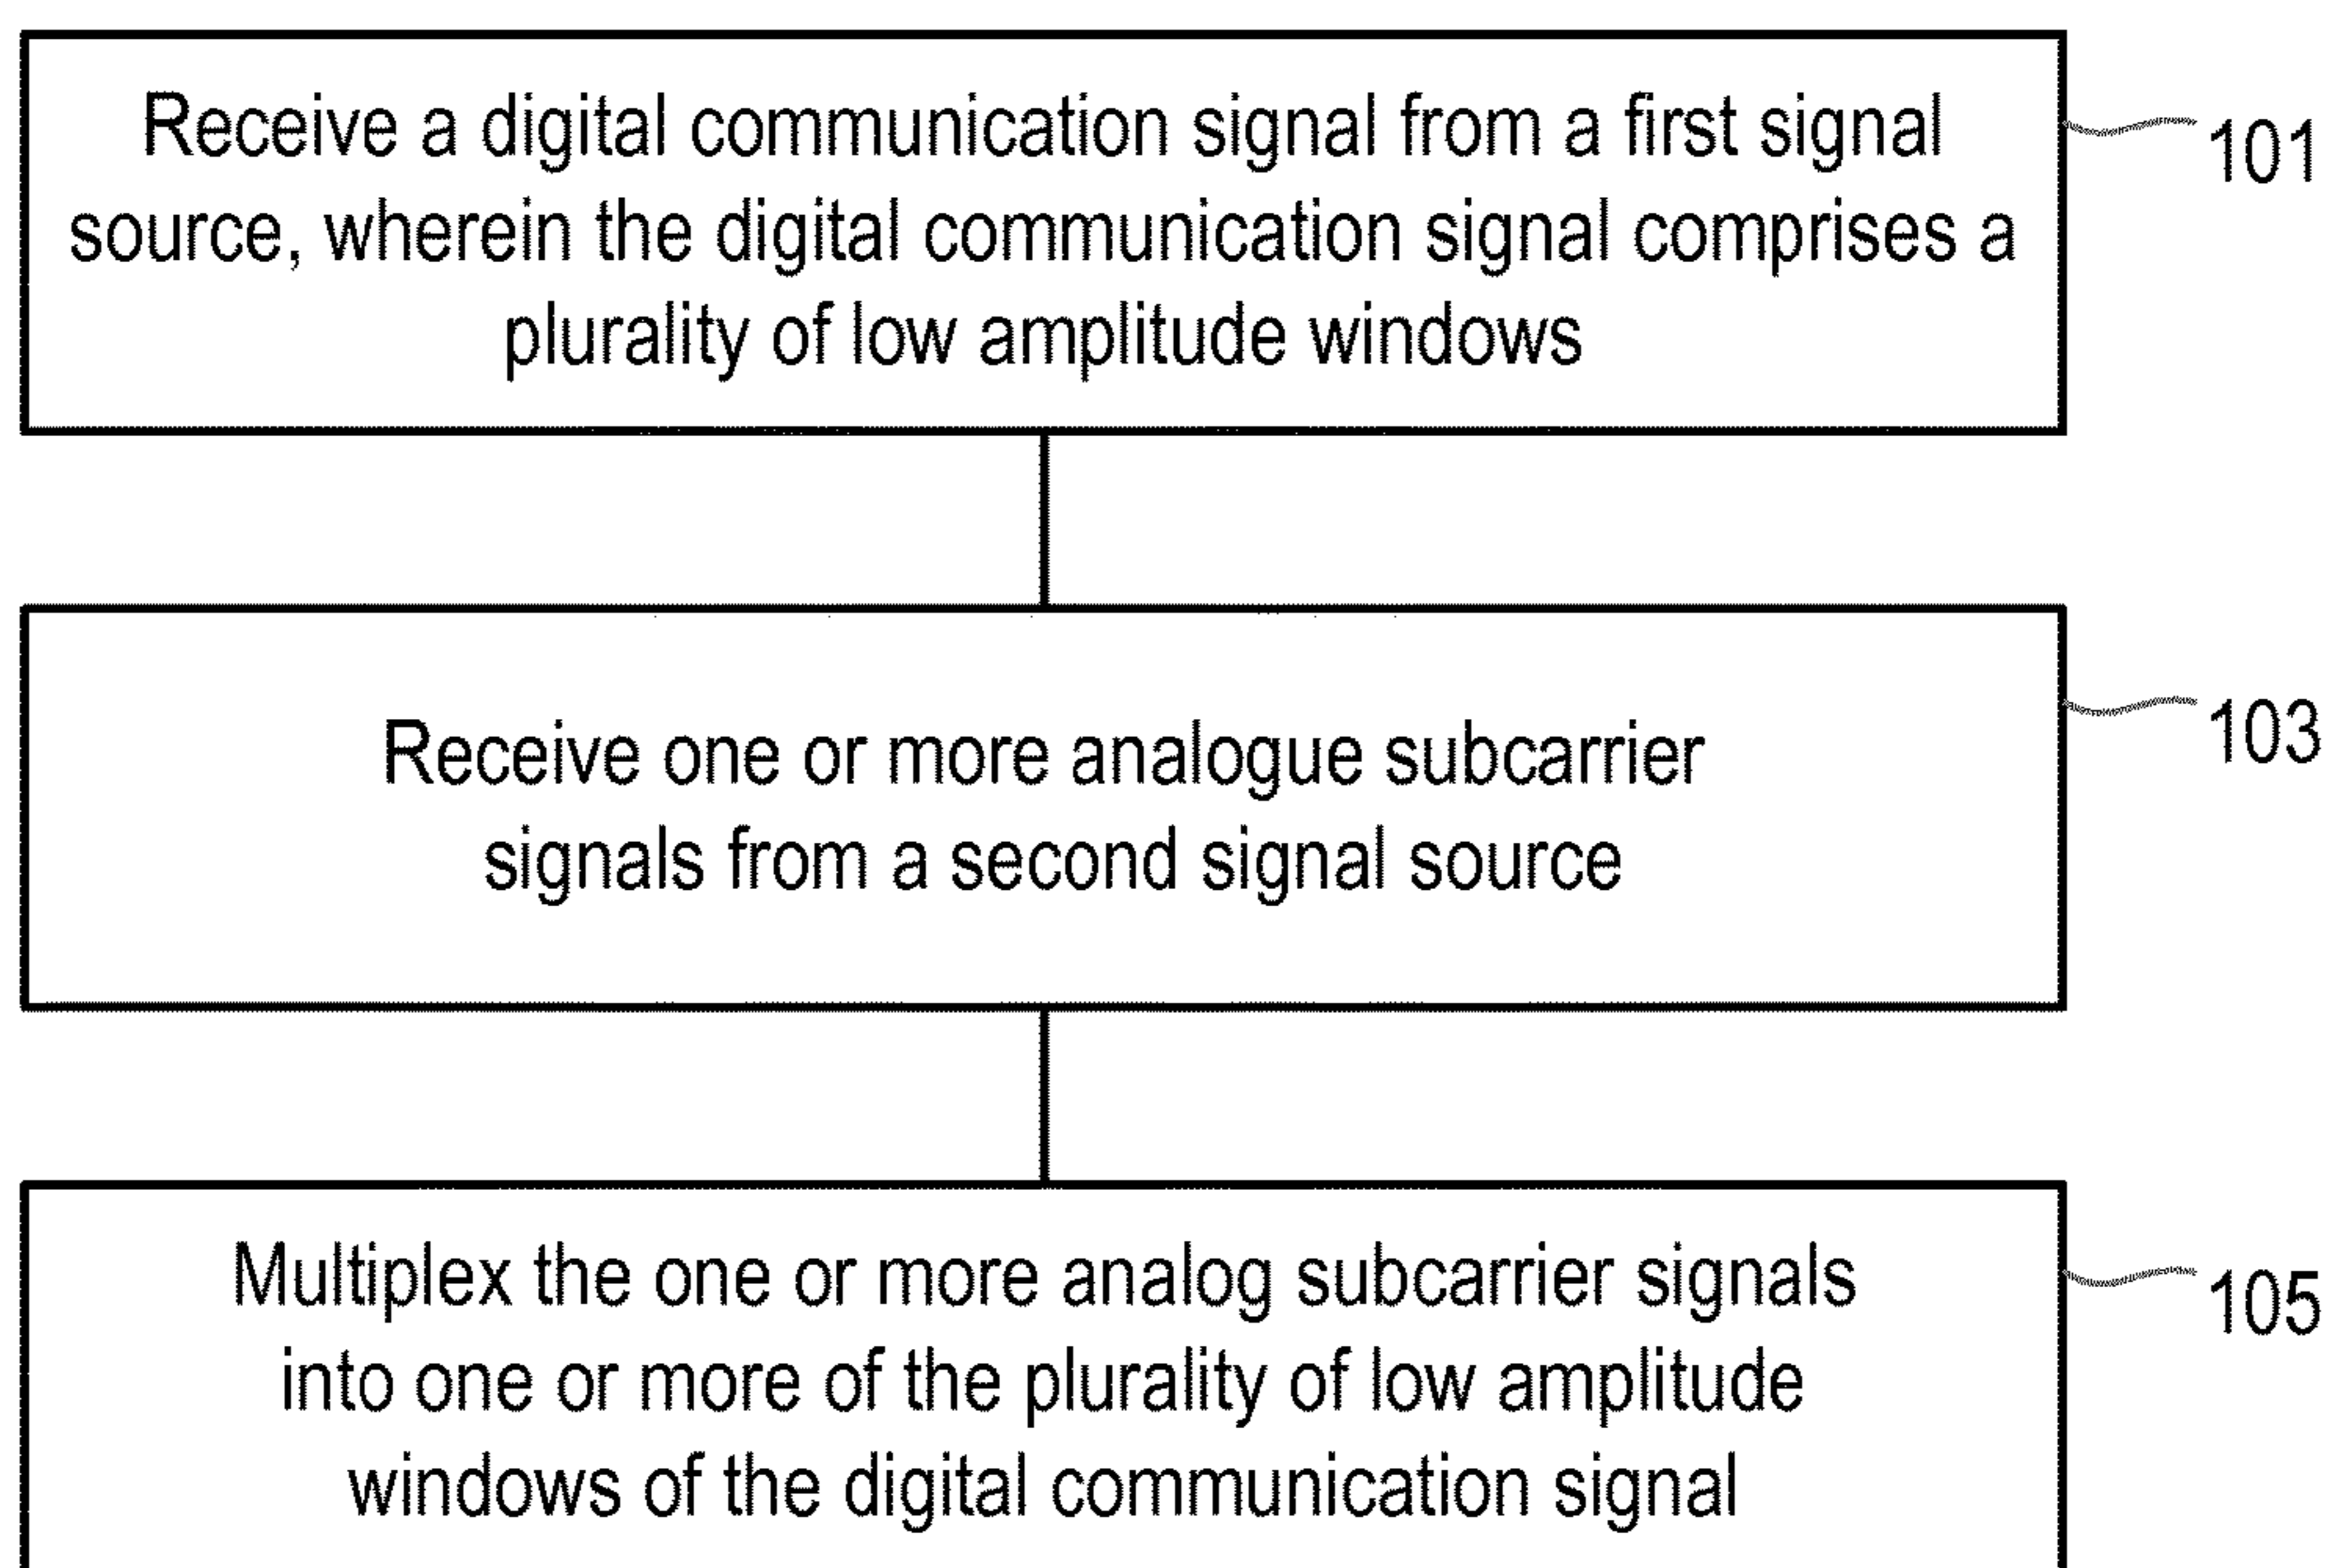 Receive a digital communication signal from a first signal
source, wherein the digital communication signal comprises a
plurality of low amplitude windows
101
Receive one or more analogue subcarrier
signals from a second signal source
103
Multiplex the one or more analog subcarrier signals
into one or more of the plurality of low amplitude
windows of the digital communication signal
105